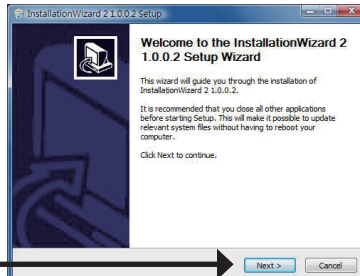 InstallationWizard 2 1.0.0.2 Setup
Welcome to the InstallationWizard 2
1.0.0.2 Setup Wizard
This wizard will guide you through the installation of
InstallationWizard 2 1.0.0.2.
It is recommended that you close all other applications
before starting Setup. This will make it possible to update
relevant system files without having to reboot your
computer.
Click Next to continue.
Next >
Cancel